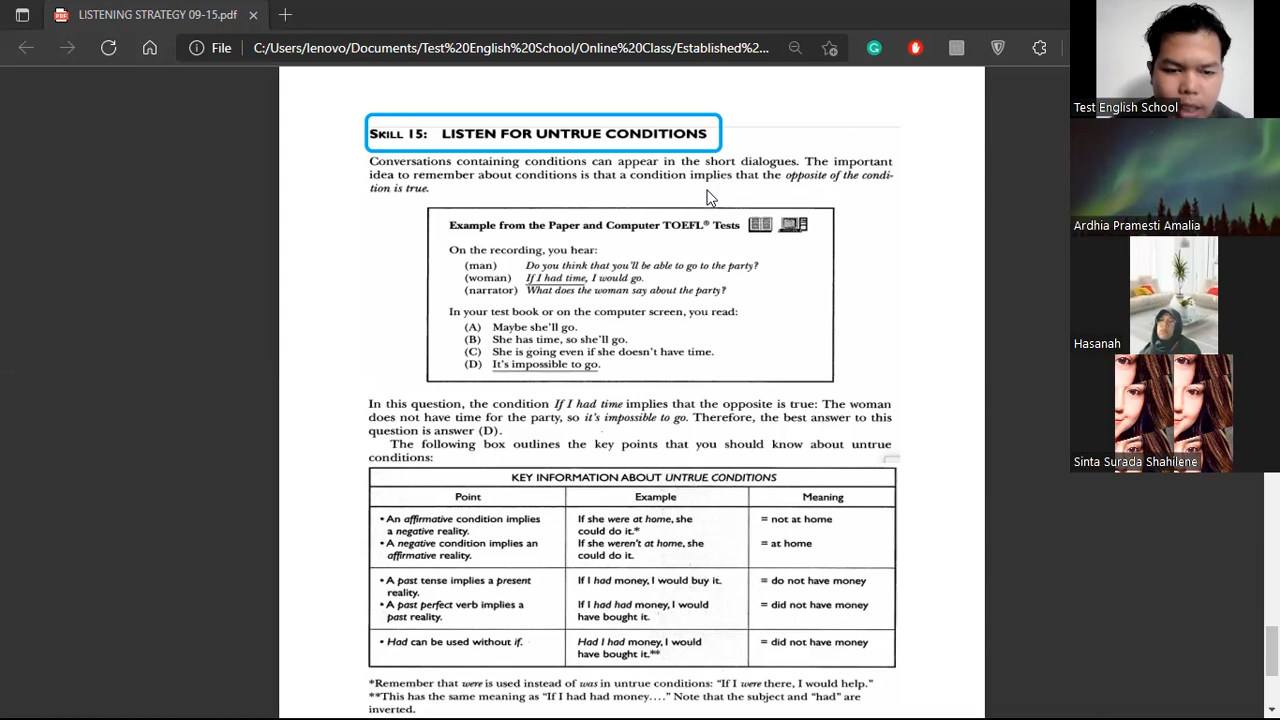 LISTENING STRATEGY 09-15.pdf
File C:/Users/lenovo/Documents/Test%20English%20School/Online%20Class/Established%2...
SKILL 15: LISTEN FOR UNTRUE CONDITIONS
Conversations containing conditions can appear in the short dialogues. The important
idea to remember about conditions is that a condition implies that the opposite of the condi-
tion is true.
Example from the Paper and Computer TOEFL® Tests
On the recording, you hear:
(man) Do you think that you'll be able to go to the party?
(woman) If I had time, I would go.
(narrator) What does the woman say about the party?
In your test book or on the computer screen, you read:
(A) Maybe she'll go.
(B) She has time, so she'll go.
(C) She is going even if she doesn't have time.
(D) It's impossible to go.
In this question, the condition If I had time implies that the opposite is true: The woman
does not have time for the party, so it's impossible to go. Therefore, the best answer to this
question is answer (D).
The following box outlines the key points that you should know about untrue
conditions:
KEY INFORMATION ABOUT UNTRUE CONDITIONS
Point Example Meaning
• An affirmative condition implies If she were at home, she = not at home
a negative reality. could do it.*
• A negative condition implies an If she weren't at home, she = at home
affirmative reality. could do it.
• A past tense implies a present If I had money, I would buy it. = do not have money
reality.
• A past perfect verb implies a If I had had money, I would = did not have money
past reality. have bought it.
• Had can be used without if. Had I had money, I would = did not have money
have bought it.**
*Remember that were is used instead of was in untrue conditions: "If I were there, I would help."
**This has the same meaning as "If I had had money...." Note that the subject and "had" are
inverted.
Test English School
Ardhia Pramesti Amalia
Hasanah
Sinta Surada Shahilene